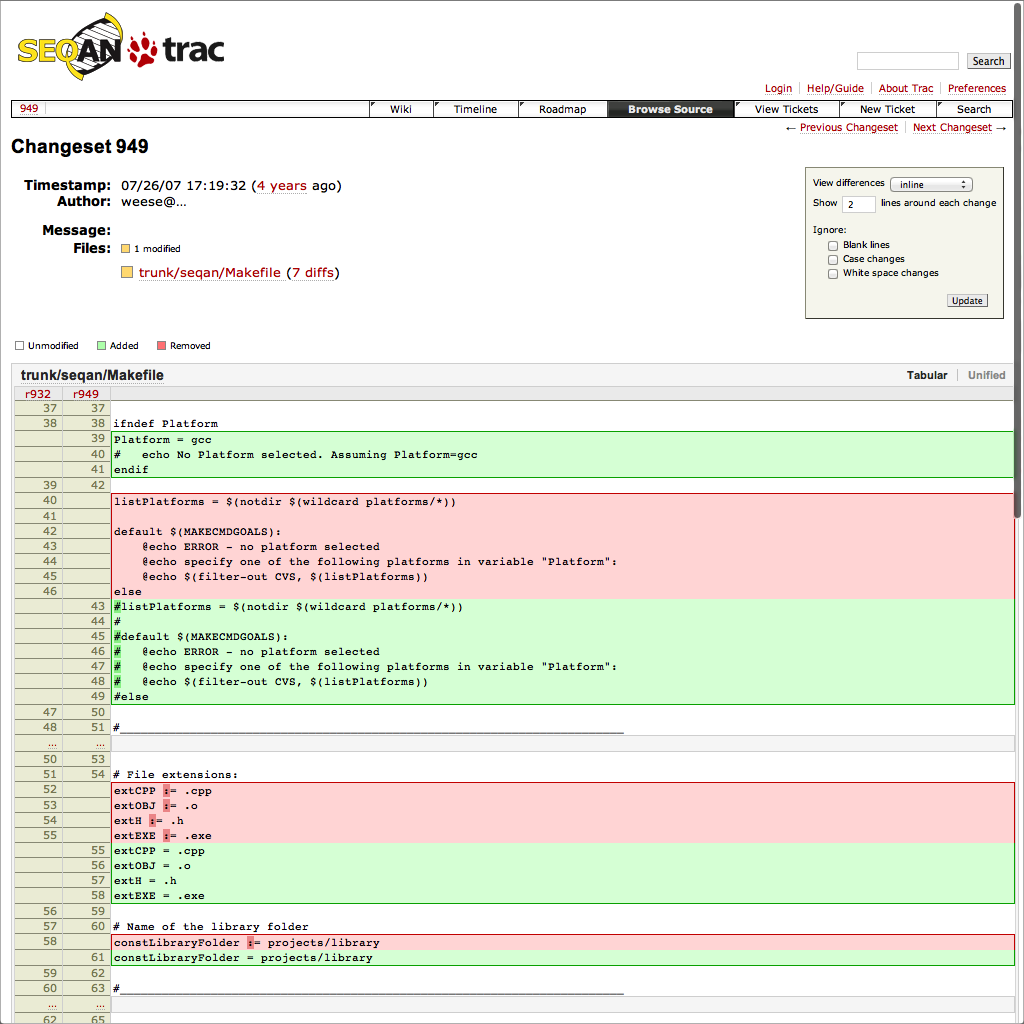 SEQAN trac
Search
Login Help/Guide About Trac Preferences
949 Wiki Timeline Roadmap Browse Source View Tickets New Ticket Search
← Previous Changeset Next Changeset →
Changeset 949
Timestamp: 07/26/07 17:19:32 (4 years ago)
Author: weese@...
Message:
Files: 1 modified
trunk/seqan/Makefile (7 diffs)
View differences inline
Show 2 lines around each change
Ignore:
Blank lines
Case changes
White space changes
Update
Unmodified Added Removed
trunk/seqan/Makefile Tabular Unified
r932 r949
37 37
38 38 ifndef Platform
39 Platform = gcc
40 #   echo No Platform selected. Assuming Platform=gcc
41 endif
39 42
40 listPlatforms = $(notdir $(wildcard platforms/*))
41
42 default $(MAKECMDGOALS):
43     @echo ERROR - no platform selected
44     @echo specify one of the following platforms in variable "Platform":
45     @echo $(filter-out CVS, $(listPlatforms))
46 else
43 #listPlatforms = $(notdir $(wildcard platforms/*))
44 #
45 #default $(MAKECMDGOALS):
46 #   @echo ERROR - no platform selected
47 #   @echo specify one of the following platforms in variable "Platform":
48 #   @echo $(filter-out CVS, $(listPlatforms))
49 #else
47 50
48 51 #___________________________________________________________________________
... ...
50 53
51 54 # File extensions:
52 extCPP := .cpp
53 extOBJ := .o
54 extH := .h
55 extEXE := .exe
55 extCPP = .cpp
56 extOBJ = .o
57 extH = .h
58 extEXE = .exe
56 59
57 60 # Name of the library folder
58 constLibraryFolder := projects/library
61 constLibraryFolder = projects/library
59 62
60 63 #___________________________________________________________________________
... ...
62 65